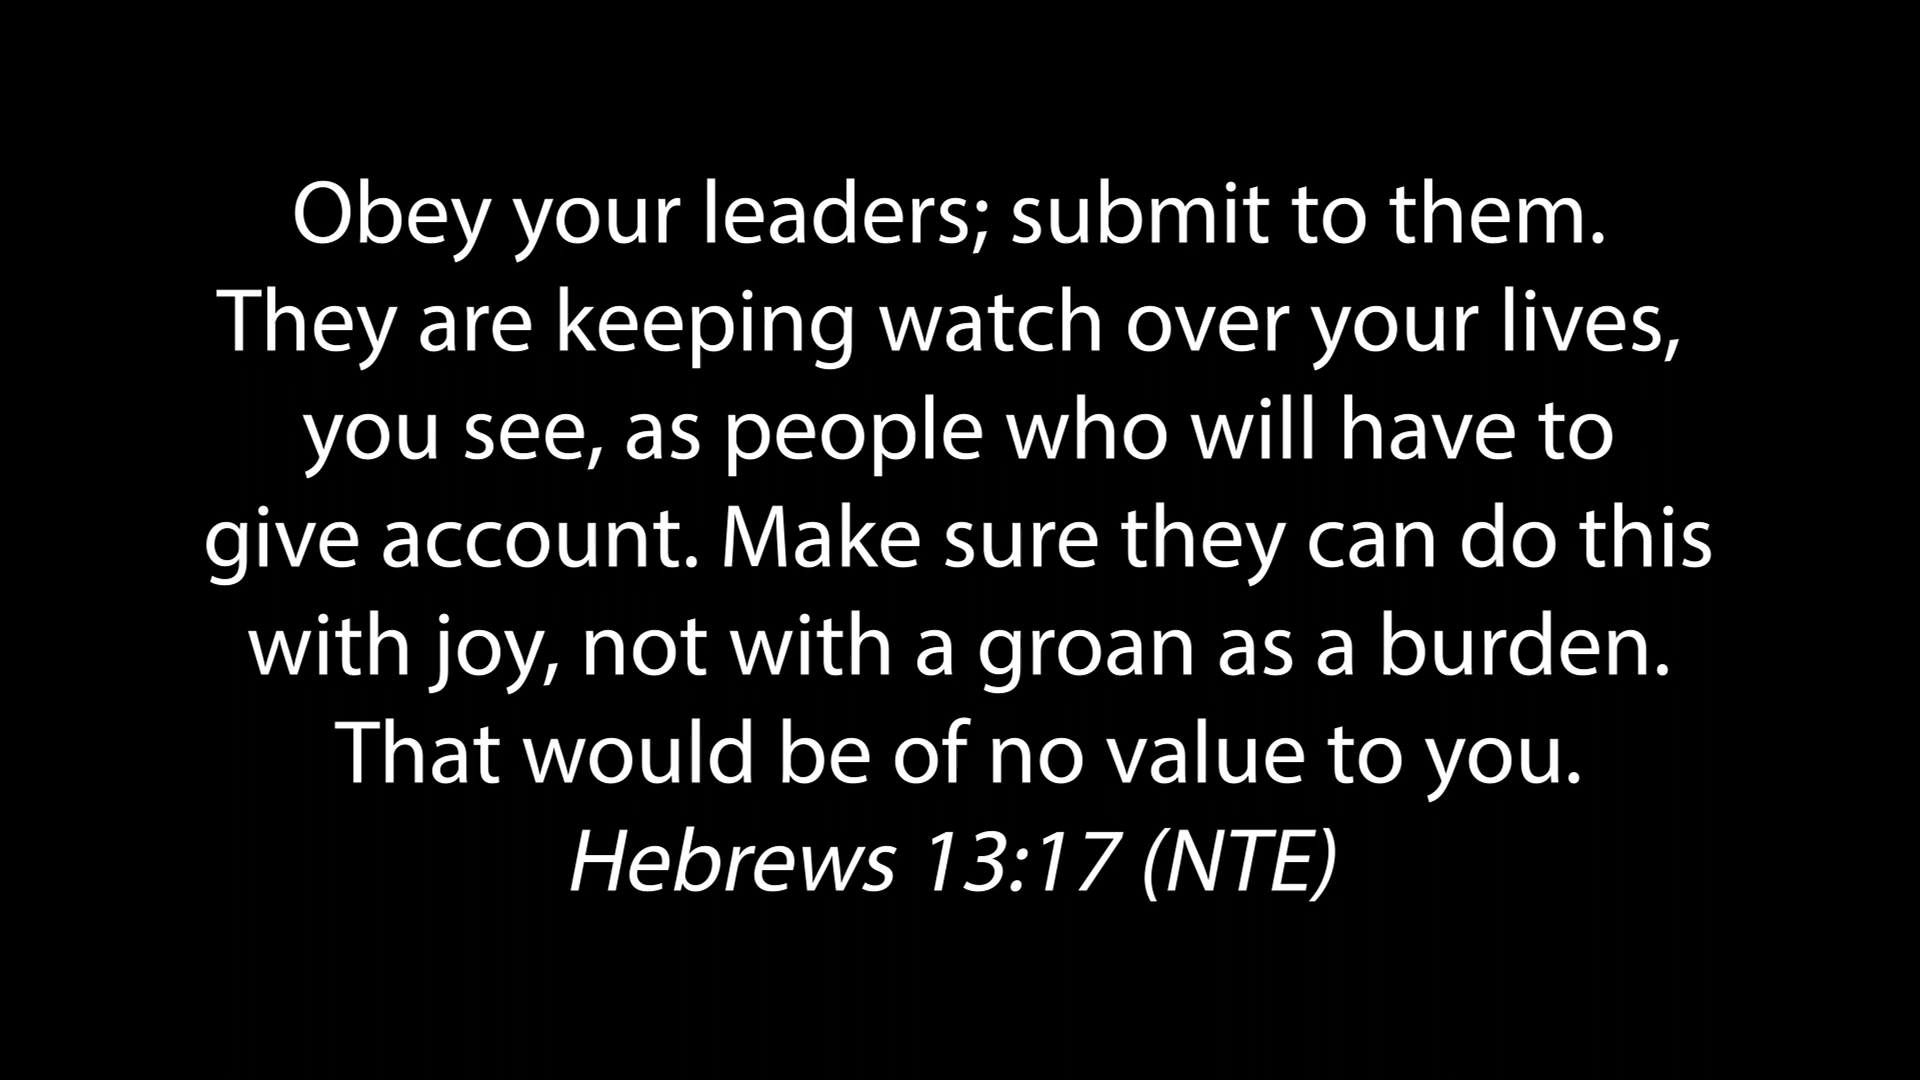 Obey your leaders; submit to them.
They are keeping watch over your lives,
you see, as people who will have to
give account. Make sure they can do this
with joy, not with a groan as a burden.
That would be of no value to you.
Hebrews 13:17 (NTE)